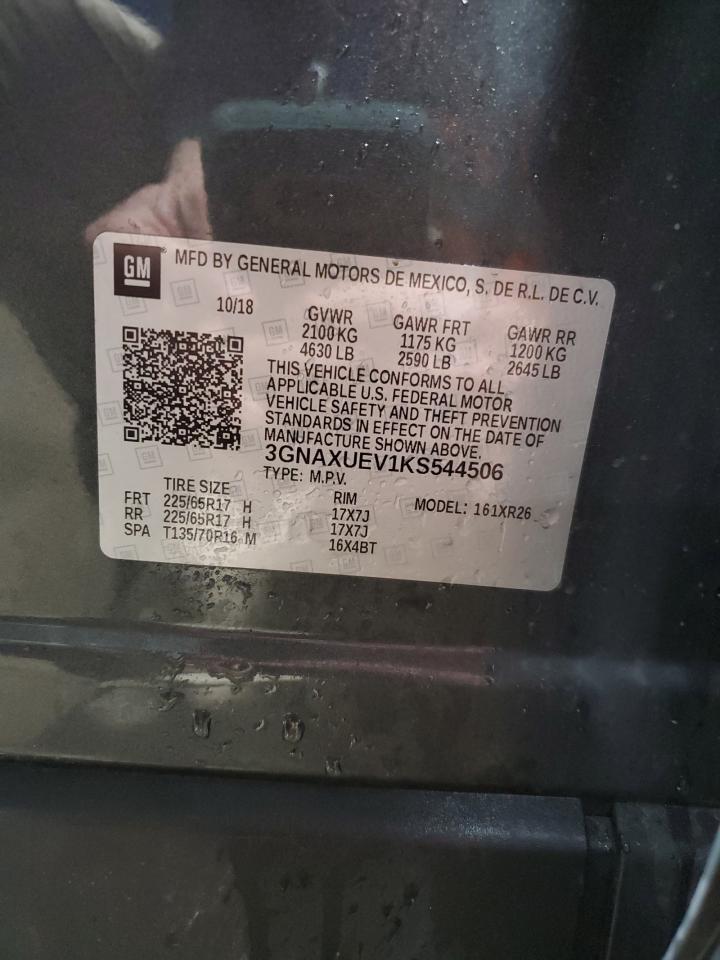 GM ® MFD BY GENERAL MOTORS DE MEXICO, S. DE R.L. DE C.V.
10/18
GVWR GAWR FRT GAWR RR
2100 KG 1175 KG 1200 KG
4630 LB 2590 LB 2645 LB
THIS VEHICLE CONFORMS TO ALL
APPLICABLE U.S. FEDERAL MOTOR
VEHICLE SAFETY AND THEFT PREVENTION
STANDARDS IN EFFECT ON THE DATE OF
MANUFACTURE SHOWN ABOVE.
3GNAXUEV1KS544506
TYPE: M.P.V.
TIRE SIZE RIM MODEL: 161XR26
FRT 225/65R17 H 17X7J
RR 225/65R17 H 17X7J
SPA T135/70R16 M 16X4BT